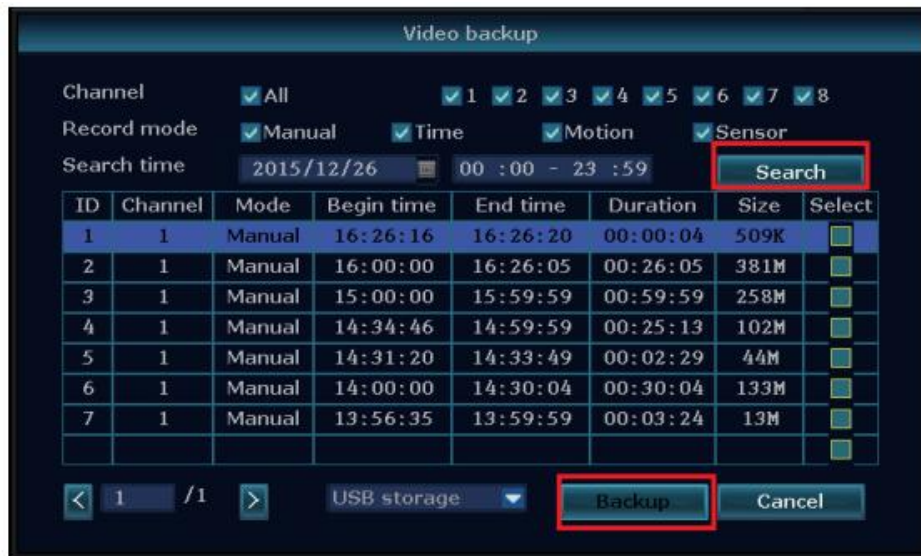 Video backup
Channel All 1 2 3 4 5 6 7 8
Record mode Manual Time Motion Sensor
Search time 2015/12/26 00 :00 - 23 :59 Search
ID Channel Mode Begin time End time Duration Size Select
1 1 Manual 16:26:16 16:26:20 00:00:04 509K
2 1 Manual 16:00:00 16:26:05 00:26:05 381M
3 1 Manual 15:00:00 15:59:59 00:59:59 258M
4 1 Manual 14:34:46 14:59:59 00:25:13 102M
5 1 Manual 14:31:20 14:33:49 00:02:29 44M
6 1 Manual 14:00:00 14:30:04 00:30:04 133M
7 1 Manual 13:56:35 13:59:59 00:03:24 13M
< 1 /1 > USB storage Backup Cancel